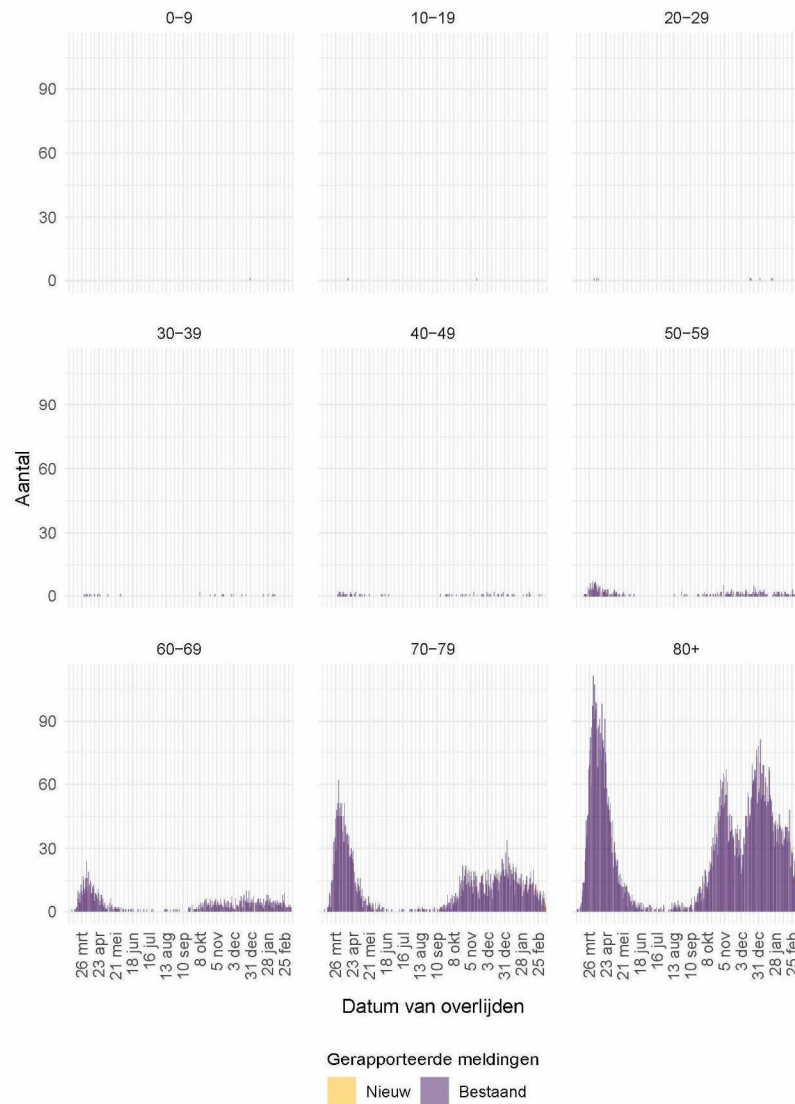 0−9 10−19 20−29
90
60
30
0
30−39 40−49 50−59
90
60
30
0
Aantal
60−69 70−79 80+
90
60
30
0
26 mrt 23 apr 21 mei 18 jun 16 jul 13 aug 10 sep 8 okt 5 nov 3 dec 31 dec 28 jan 25 feb 26 mrt 23 apr 21 mei 18 jun 16 jul 13 aug 10 sep 8 okt 5 nov 3 dec 31 dec 28 jan 25 feb 26 mrt 23 apr 21 mei 18 jun 16 jul 13 aug 10 sep 8 okt 5 nov 3 dec 31 dec 28 jan 25 feb
Datum van overlijden
Gerapporteerde meldingen
Nieuw Bestaand